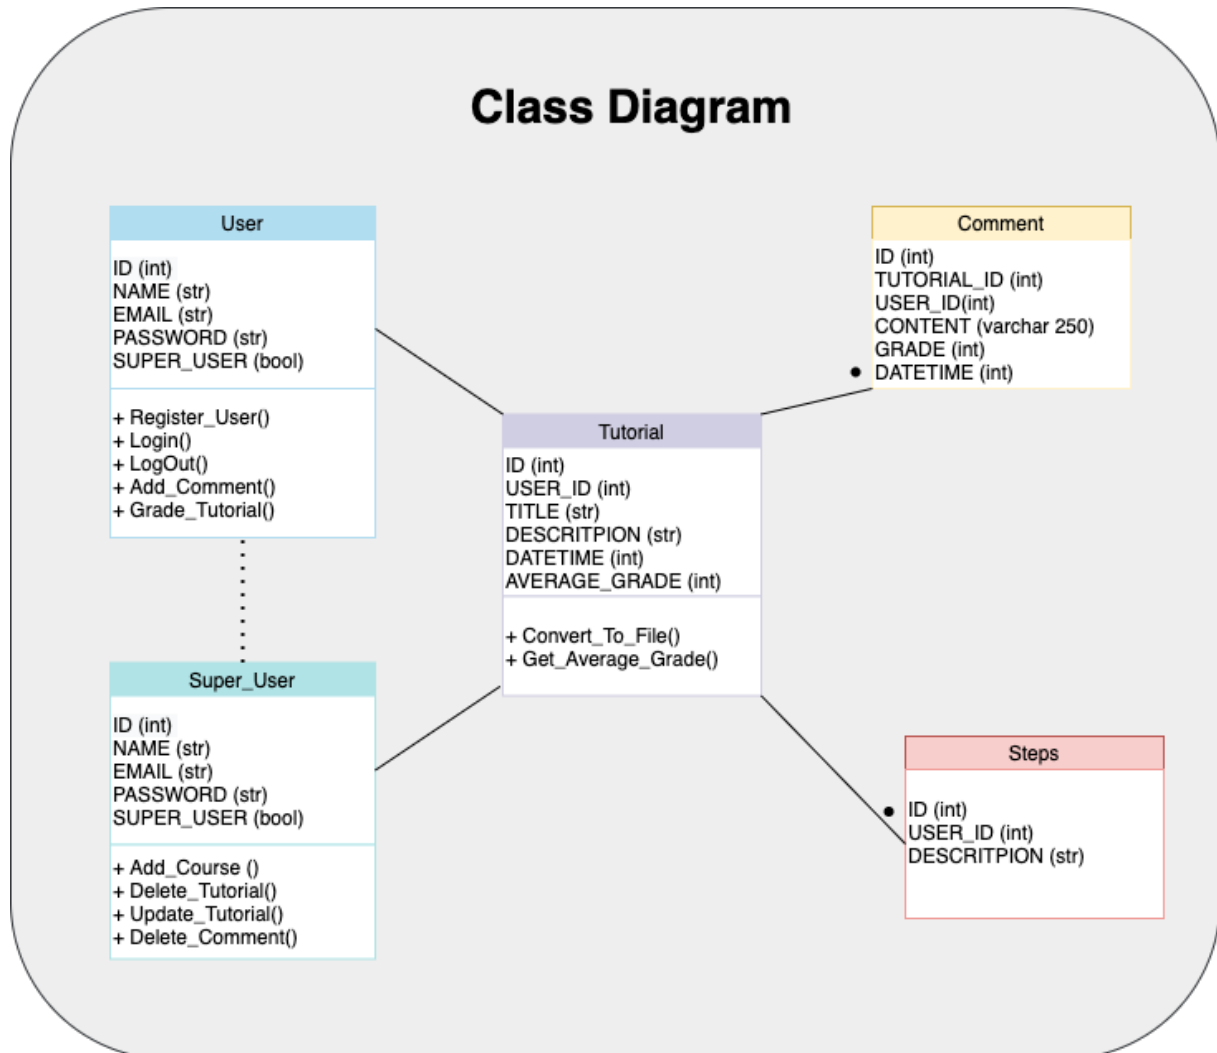 Class Diagram
User
ID (int)
NAME (str)
EMAIL (str)
PASSWORD (str)
SUPER_USER (bool)
+ Register_User()
+ Login()
+ LogOut()
+ Add_Comment()
+ Grade_Tutorial()
Comment
ID (int)
TUTORIAL_ID (int)
USER_ID(int)
CONTENT (varchar 250)
GRADE (int)
DATETIME (int)
Tutorial
ID (int)
USER_ID (int)
TITLE (str)
DESCRITPION (str)
DATETIME (int)
AVERAGE_GRADE (int)
+ Convert_To_File()
+ Get_Average_Grade()
Super_User
ID (int)
NAME (str)
EMAIL (str)
PASSWORD (str)
SUPER_USER (bool)
+ Add_Course ()
+ Delete_Tutorial()
+ Update_Tutorial()
+ Delete_Comment()
Steps
ID (int)
USER_ID (int)
DESCRITPION (str)